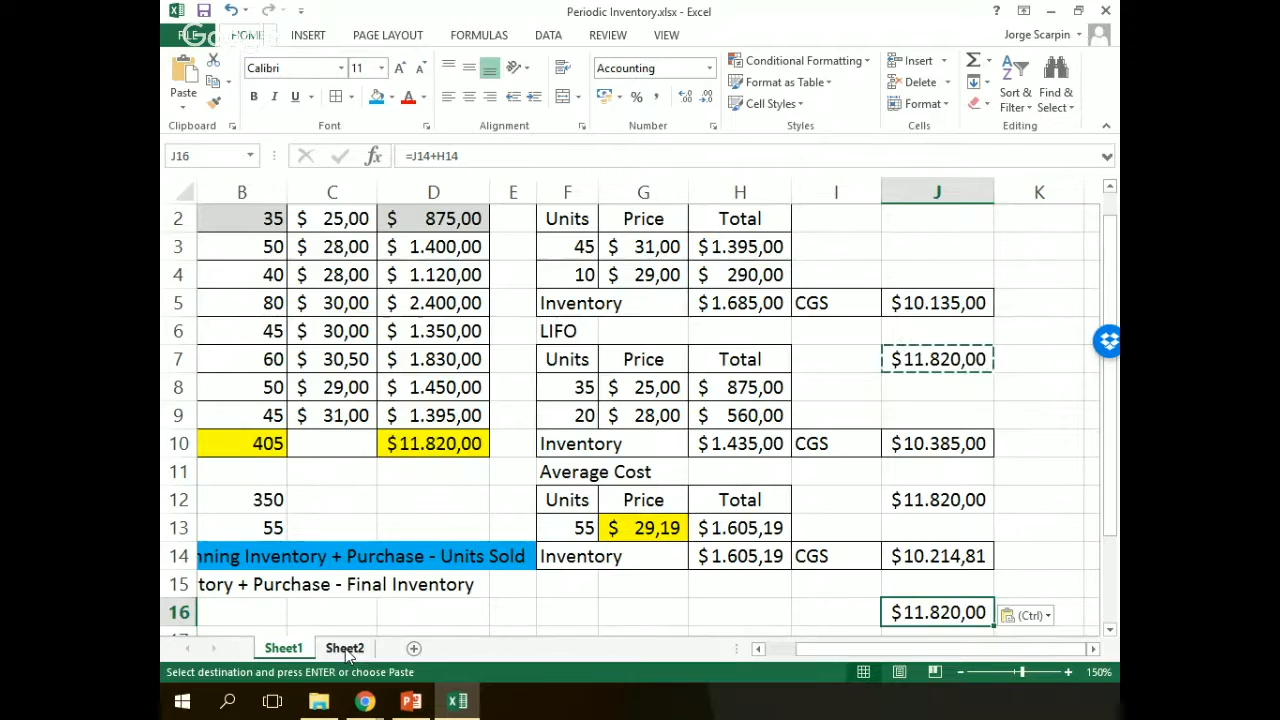 Periodic Inventory.xlsx - Excel
FILE HOME INSERT PAGE LAYOUT FORMULAS DATA REVIEW VIEW Jorge Scarpin
Paste
Calibri 11
B I U
Accounting
% ,
Conditional Formatting
Format as Table
Cell Styles
Insert
Delete
Format
Sort & Filter
Find & Select
Clipboard Font Alignment Number Styles Cells Editing
J16 fx =J14+H14
B C D E F G H I J K
2 35 $ 25,00 $ 875,00 Units Price Total
3 50 $ 28,00 $ 1.400,00 45 $ 31,00 $1.395,00
4 40 $ 28,00 $ 1.120,00 10 $ 29,00 $ 290,00
5 80 $ 30,00 $ 2.400,00 Inventory $1.685,00 CGS $10.135,00
6 45 $ 30,00 $ 1.350,00 LIFO
7 60 $ 30,50 $ 1.830,00 Units Price Total $11.820,00
8 50 $ 29,00 $ 1.450,00 35 $ 25,00 $ 875,00
9 45 $ 31,00 $ 1.395,00 20 $ 28,00 $ 560,00
10 405 $11.820,00 Inventory $1.435,00 CGS $10.385,00
11 Average Cost
12 350 Units Price Total $11.820,00
13 55 55 $ 29,19 $1.605,19
14 nning Inventory + Purchase - Units Sold Inventory $1.605,19 CGS $10.214,81
15 tory + Purchase - Final Inventory
16 $11.820,00 (Ctrl)
Sheet1 Sheet2
Select destination and press ENTER or choose Paste 150%